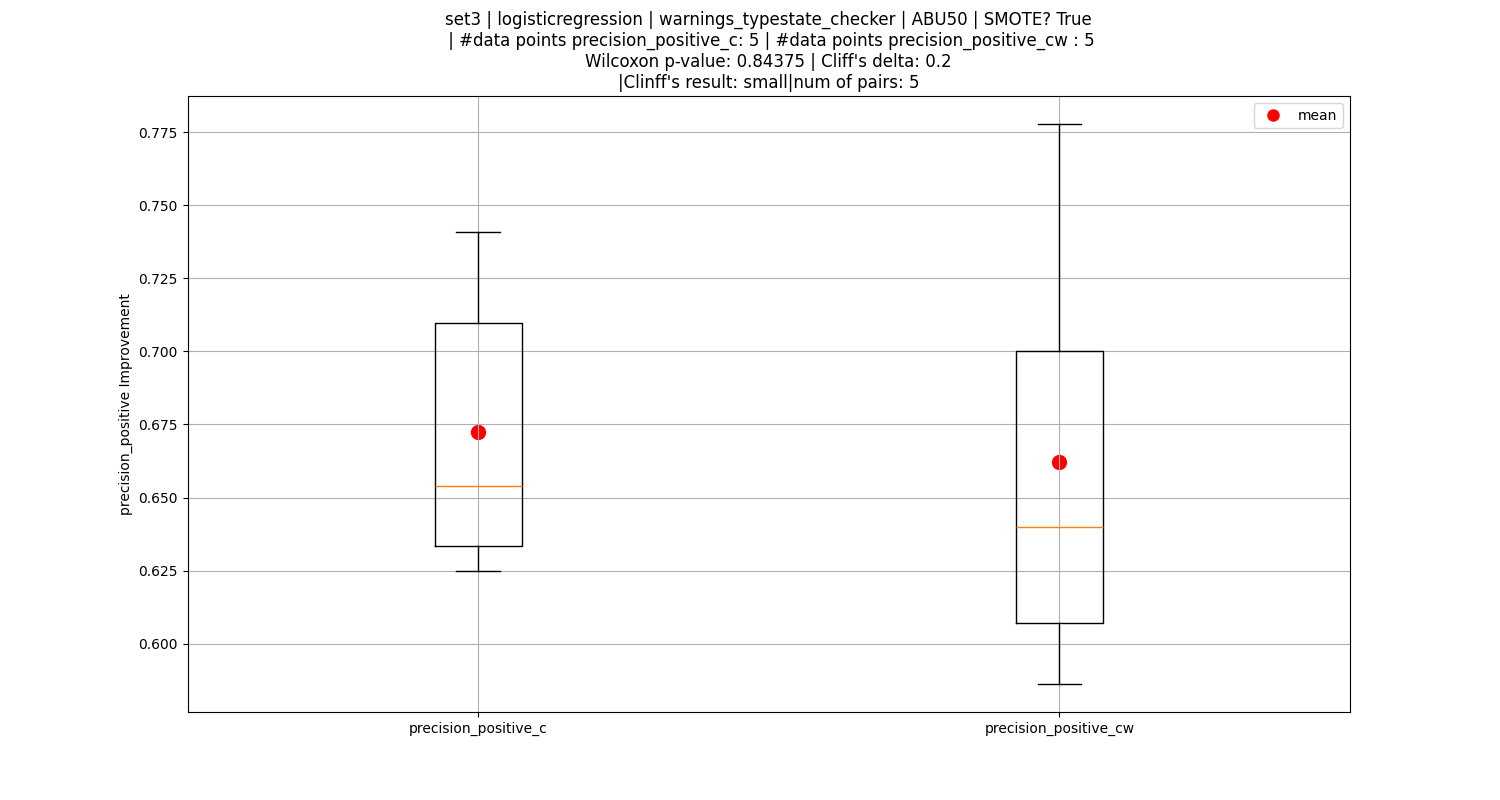 set3 | logisticregression | warnings_typestate_checker | ABU50 | SMOTE? True
| #data points precision_positive_c: 5 | #data points precision_positive_cw : 5
Wilcoxon p-value: 0.84375 | Cliff's delta: 0.2
|Clinff's result: small|num of pairs: 5
mean
0.775
0.750
0.725
0.700
0.675
0.650
0.625
0.600
precision_positive Improvement
precision_positive_c
precision_positive_cw